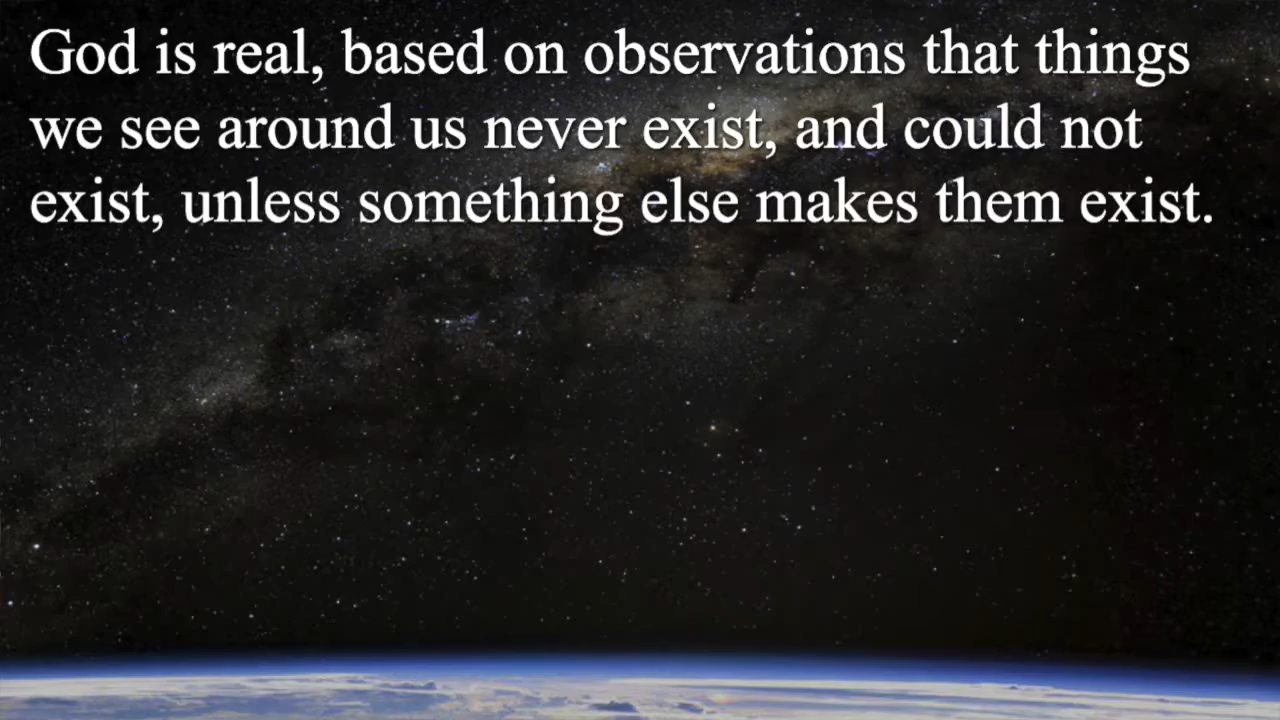 God is real, based on observations that things
we see around us never exist, and could not
exist, unless something else makes them exist.